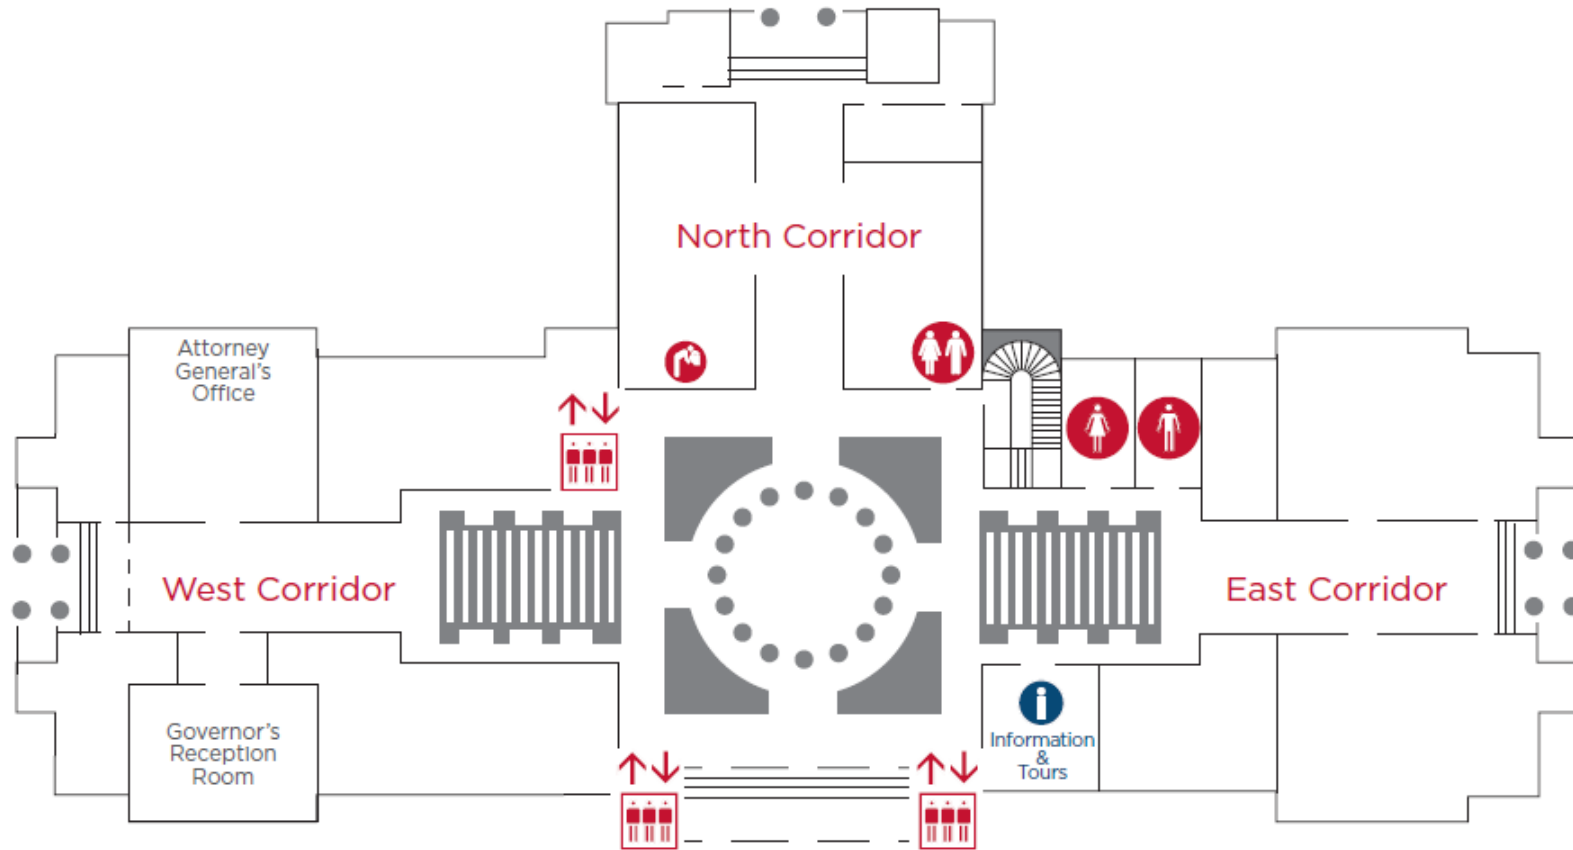 North Corridor
Attorney
General's
Office
West Corridor
East Corridor
Governor's
Reception
Room
Information
&
Tours